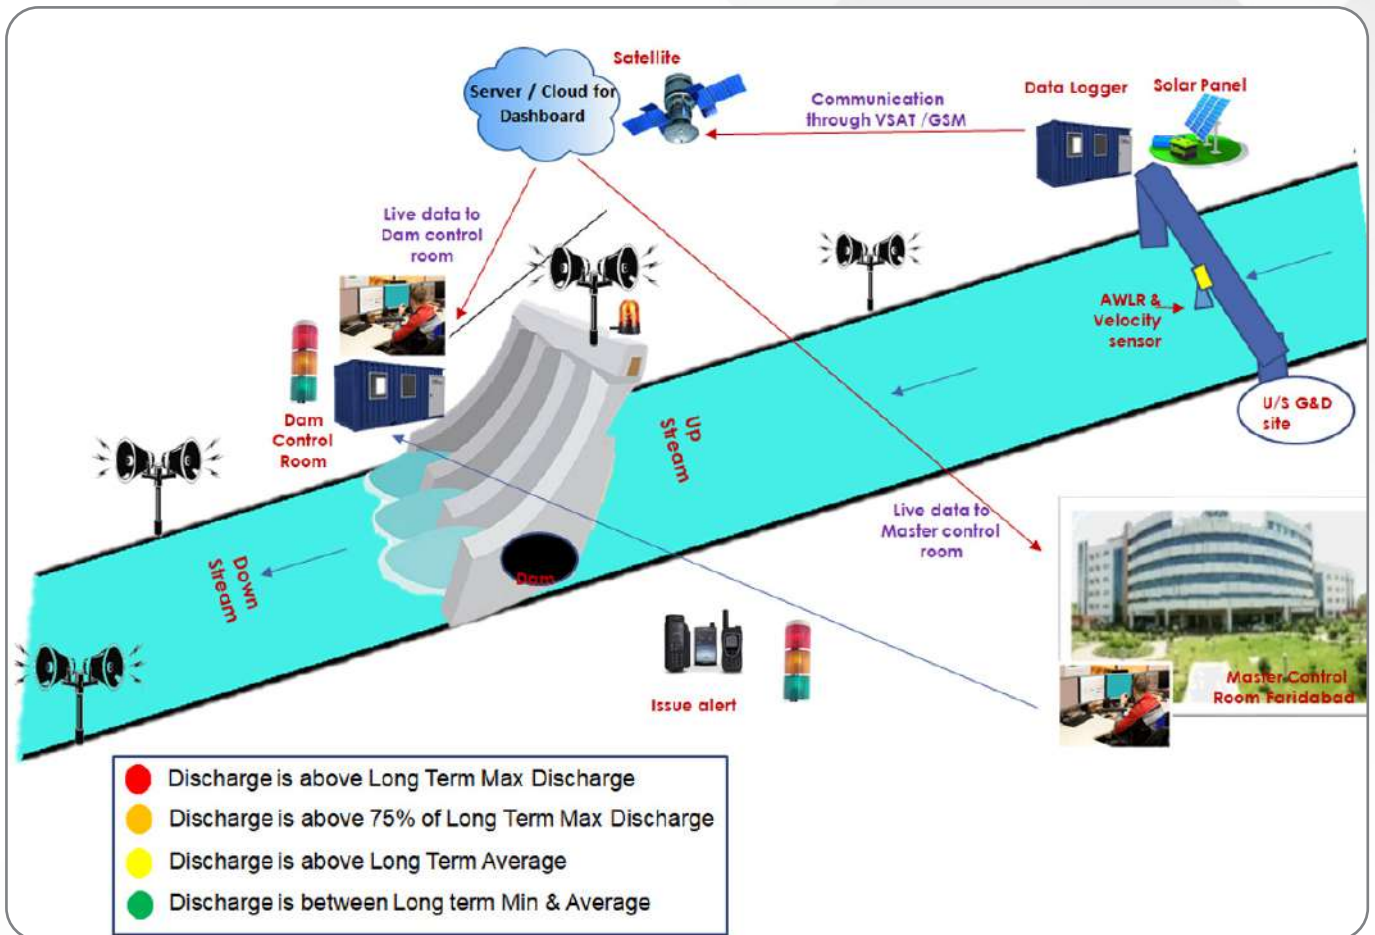 Satellite
Server / Cloud for
Dashboard
Communication
through VSAT /GSM
Data Logger
Solar Panel
Live data to
Dam control
room
AWLR &
Velocity
sensor
U/S G&D
site
Dam
Control
Room
Up
Stream
Down
Stream
Dam
Live data to
Master control
room
Issue alert
Master Control
Room Faridabad
Discharge is above Long Term Max Discharge
Discharge is above 75% of Long Term Max Discharge
Discharge is above Long Term Average
Discharge is between Long term Min & Average